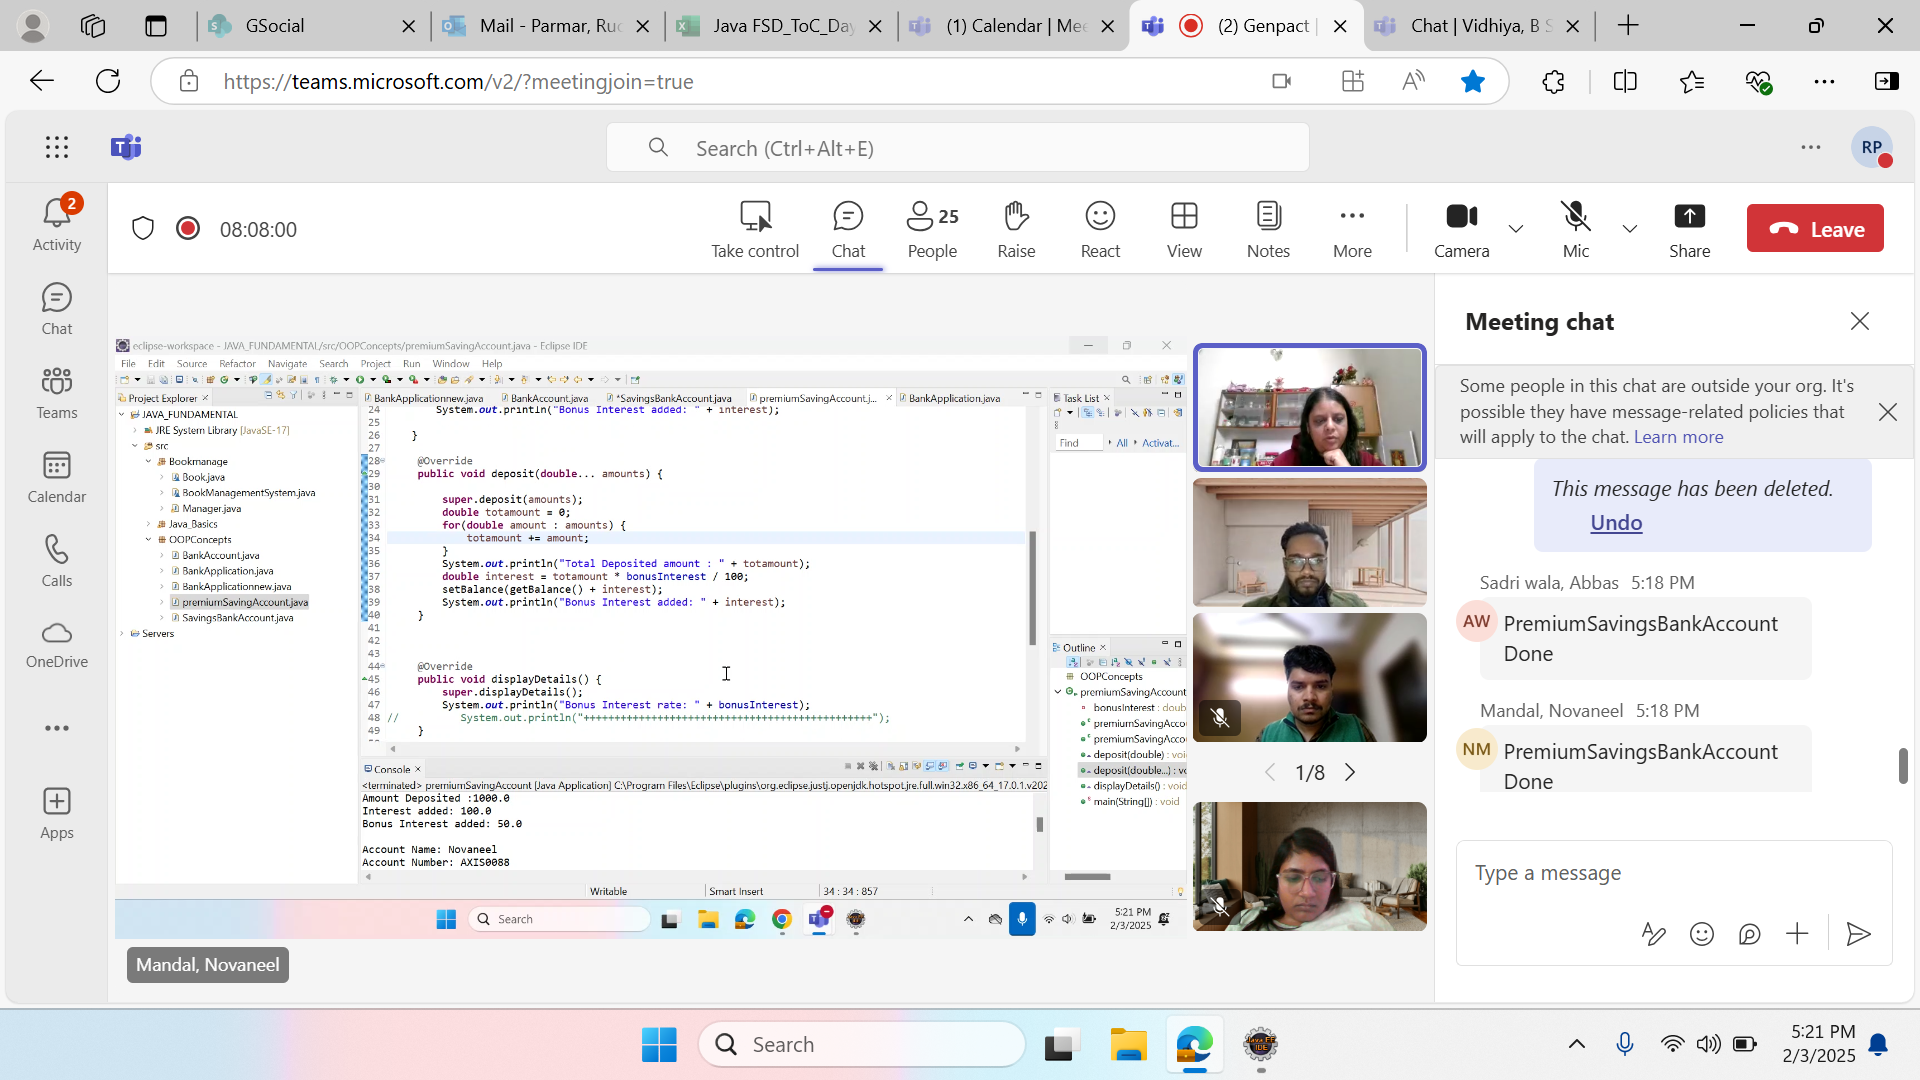 GSocial
Mail - Parmar, Ruc
Java FSD_ToC_Day
(1) Calendar | Mee
(2) Genpact |
Chat | Vidhiya, B S
https://teams.microsoft.com/v2/?meetingjoin=true
Search (Ctrl+Alt+E)
RP
2
Activity
Chat
Teams
Calendar
Calls
OneDrive
Apps
08:08:00
Take control
Chat
25
People
Raise
React
View
Notes
More
Camera
Mic
Share
Leave
eclipse-workspace - JAVA_FUNDAMENTAL/src/OOPConcepts/premiumSavingAccount.java - Eclipse IDE
File Edit Source Refactor Navigate Search Project Run Window Help
Project Explorer
JAVA_FUNDAMENTAL
JRE System Library [JavaSE-17]
src
Bookmanage
Book.java
BookManagementSystem.java
Manager.java
Java_Basics
OOPConcepts
BankAccount.java
BankApplication.java
BankApplicationnew.java
premiumSavingAccount.java
SavingsBankAccount.java
Servers
BankApplicationnew.java
BankAccount.java
*SavingsBankAccount.java
premiumSavingAccount.j...
BankApplication.java
24 System.out.println("Bonus Interest added: " + interest);
25
26 }
27
28 @Override
29 public void deposit(double... amounts) {
30
31 super.deposit(amounts);
32 double totamount = 0;
33 for(double amount : amounts) {
34 totamount += amount;
35 }
36 System.out.println("Total Deposited amount : " + totamount);
37 double interest = totamount * bonusInterest / 100;
38 setBalance(getBalance() + interest);
39 System.out.println("Bonus Interest added: " + interest);
40 }
41
42
43
44 @Override
45 public void displayDetails() {
46 super.displayDetails();
47 System.out.println("Bonus Interest rate: " + bonusInterest);
48 // System.out.println("+++++++++++++++++++++++++++++++++++++++++++++++");
49 }
Task List
Find
All
Activat...
Outline
OOPConcepts
premiumSavingAccount
bonusInterest : doub
premiumSavingAcco
premiumSavingAcco
deposit(double) : voi
deposit(double...) : vo
displayDetails() : void
main(String[]) : void
Console
<terminated> premiumSavingAccount [Java Application] C:\Program Files\Eclipse\plugins\org.eclipse.justj.openjdk.hotspot.jre.full.win32.x86_64_17.0.1.v202
Amount Deposited :1000.0
Interest added: 100.0
Bonus Interest added: 50.0
Account Name: Novaneel
Account Number: AXIS0088
Writable
Smart Insert
34 : 34 : 857
Search
5:21 PM
2/3/2025
Mandal, Novaneel
1/8
Meeting chat
Some people in this chat are outside your org. It's
possible they have message-related policies that
will apply to the chat. Learn more
This message has been deleted.
Undo
Sadri wala, Abbas 5:18 PM
AW
PremiumSavingsBankAccount
Done
Mandal, Novaneel 5:18 PM
NM
PremiumSavingsBankAccount
Done
Type a message
Search
5:21 PM
2/3/2025